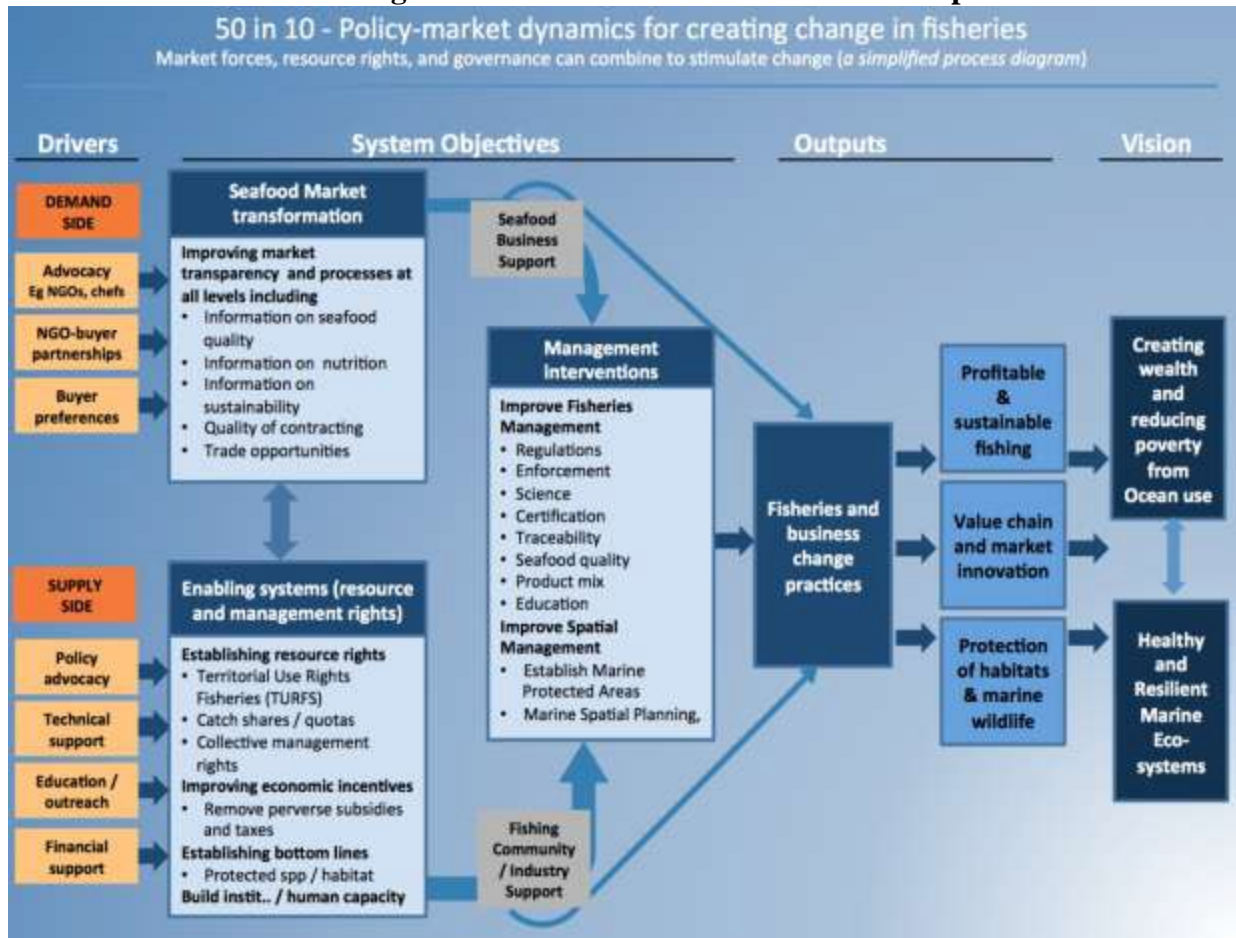 50 in 10 - Policy-market dynamics for creating change in fisheries
Market forces, resource rights, and governance can combine to stimulate change (a simplified process diagram)
Drivers
System Objectives
Outputs
Vision
DEMAND
SIDE
Advocacy
Eg NGOs, chefs
NGO-buyer
partnerships
Buyer
preferences
Seafood Market
transformation
Improving market
transparency and processes at
all levels including
• Information on seafood
quality
• Information on nutrition
• Information on
sustainability
• Quality of contracting
• Trade opportunities
SUPPLY
SIDE
Policy
advocacy
Technical
support
Education /
outreach
Financial
support
Enabling systems (resource
and management rights)
Establishing resource rights
• Territorial Use Rights
Fisheries (TURFS)
• Catch shares / quotas
• Collective management
rights
Improving economic incentives
• Remove perverse subsidies
and taxes
Establishing bottom lines
• Protected spp / habitat
Build instit.. / human capacity
Seafood
Business
Support
Management
Interventions
Improve Fisheries
Management
• Regulations
• Enforcement
• Science
• Certification
• Traceability
• Seafood quality
• Product mix
• Education
Improve Spatial
Management
• Establish Marine
Protected Areas
• Marine Spatial Planning,
Fishing
Community
/ Industry
Support
Fisheries and
business
change
practices
Profitable
&
sustainable
fishing
Value chain
and market
innovation
Protection
of habitats
& marine
wildlife
Creating
wealth
and
reducing
poverty
from
Ocean use
Healthy
and
Resilient
Marine
Eco-
systems